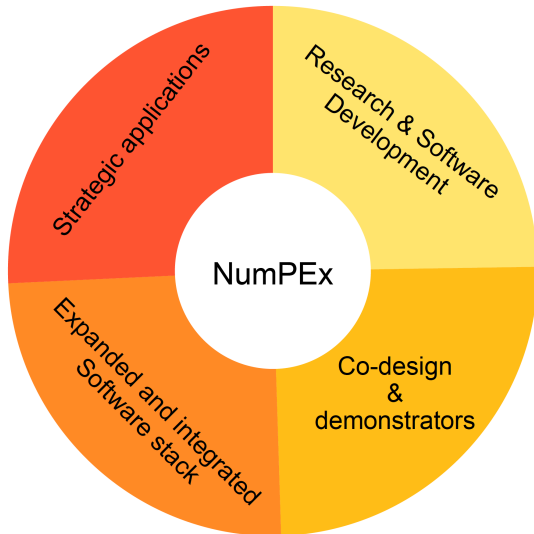 Strategic applications
Research & Software
Development
NumPEx
Expanded and integrated
Software stack
Co-design
&
demonstrators